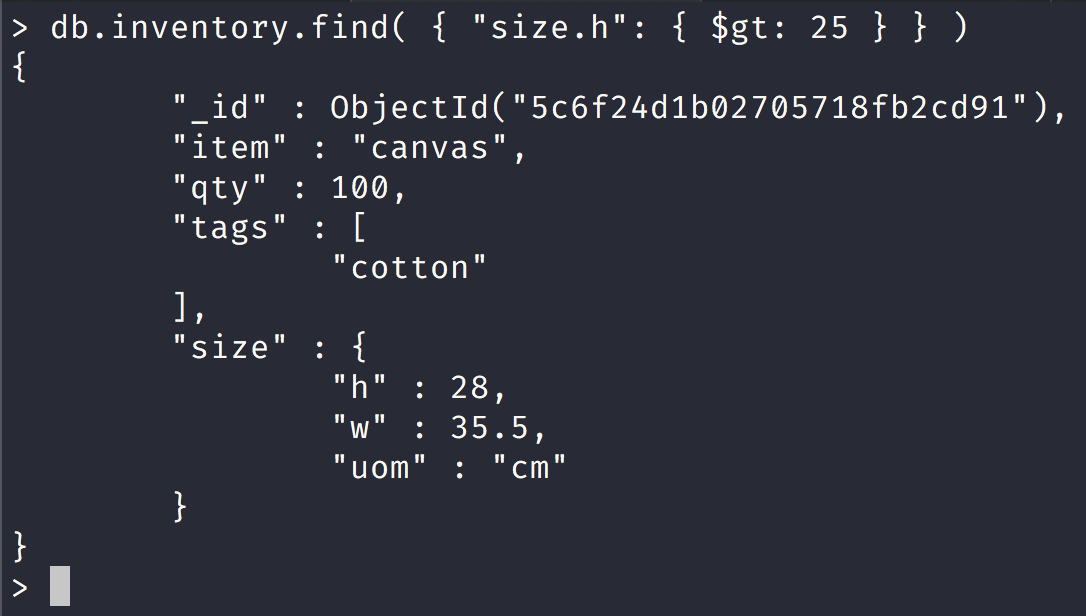 > db.inventory.find( { "size.h": { $gt: 25 } } )
{
        "_id" : ObjectId("5c6f24d1b02705718fb2cd91"),
        "item" : "canvas",
        "qty" : 100,
        "tags" : [
                "cotton"
        ],
        "size" : {
                "h" : 28,
                "w" : 35.5,
                "uom" : "cm"
        }
}
>